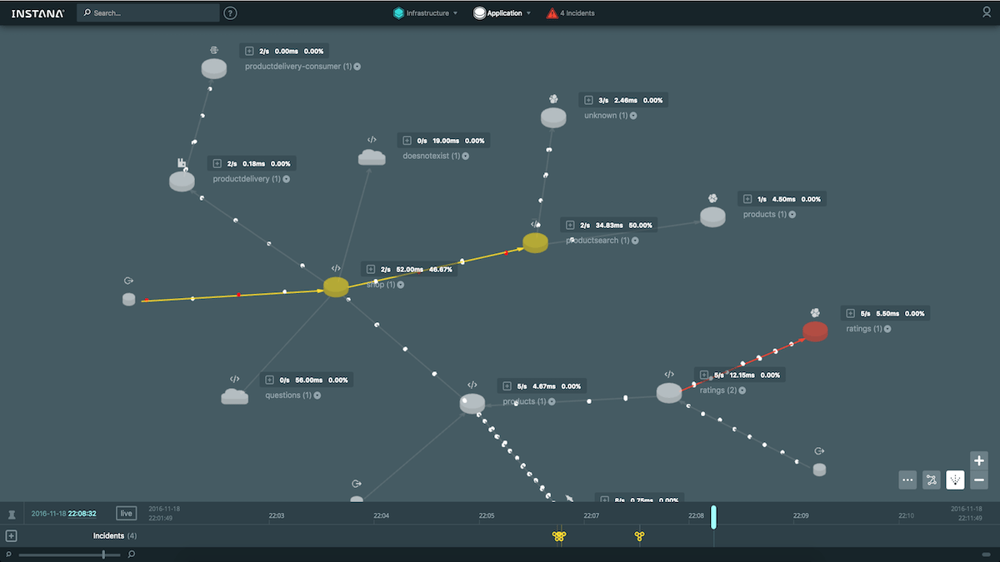 INSTANA
Search...
?
Infrastructure
Application
4 Incidents
2/s 0.00ms 0.00%
productdelivery-consumer (1)
3/s 2.46ms 0.00%
unknown (1)
0/s 19.00ms 0.00%
doesnotexist (1)
2/s 0.18ms 0.00%
productdelivery (1)
1/s 4.50ms 0.00%
products (1)
2/s 34.83ms 50.00%
productsearch (1)
2/s 52.00ms 46.67%
shop (1)
5/s 5.50ms 0.00%
ratings (1)
5/s 12.15ms 0.00%
ratings (2)
0/s 56.00ms 0.00%
questions (1)
5/s 4.67ms 0.00%
products (1)
8/s 0.75ms 0.00%
2016-11-18 22:08:32
live
2016-11-18
22:01:49
22:03
22:04
22:05
22:07
22:08
22:09
22:10
2016-11-18
22:11:49
Incidents (4)